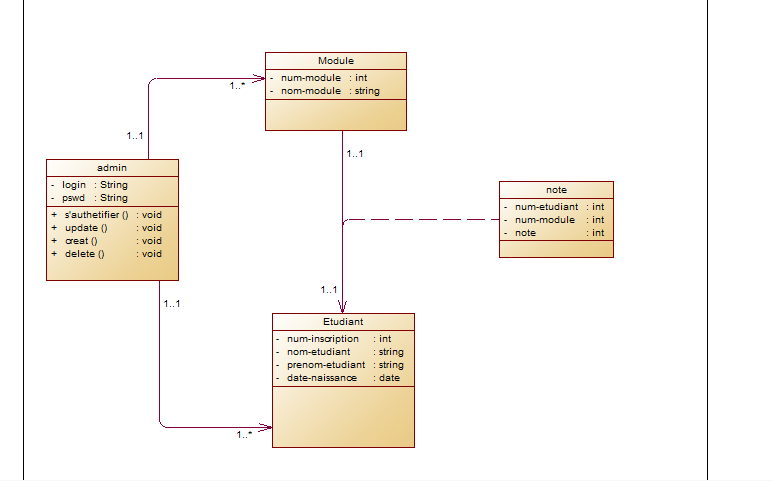 Module
- num-module : int
- nom-module : string
1..*
1..1
1..1
admin
- login : String
- pswd : String
+ s'authetifier () : void
+ update () : void
+ creat () : void
+ delete () : void
note
- num-etudiant : int
- num-module : int
- note : int
1..1
1..1
Etudiant
- num-inscription : int
- nom-etudiant : string
- prenom-etudiant : string
- date-naissance : date
1..*